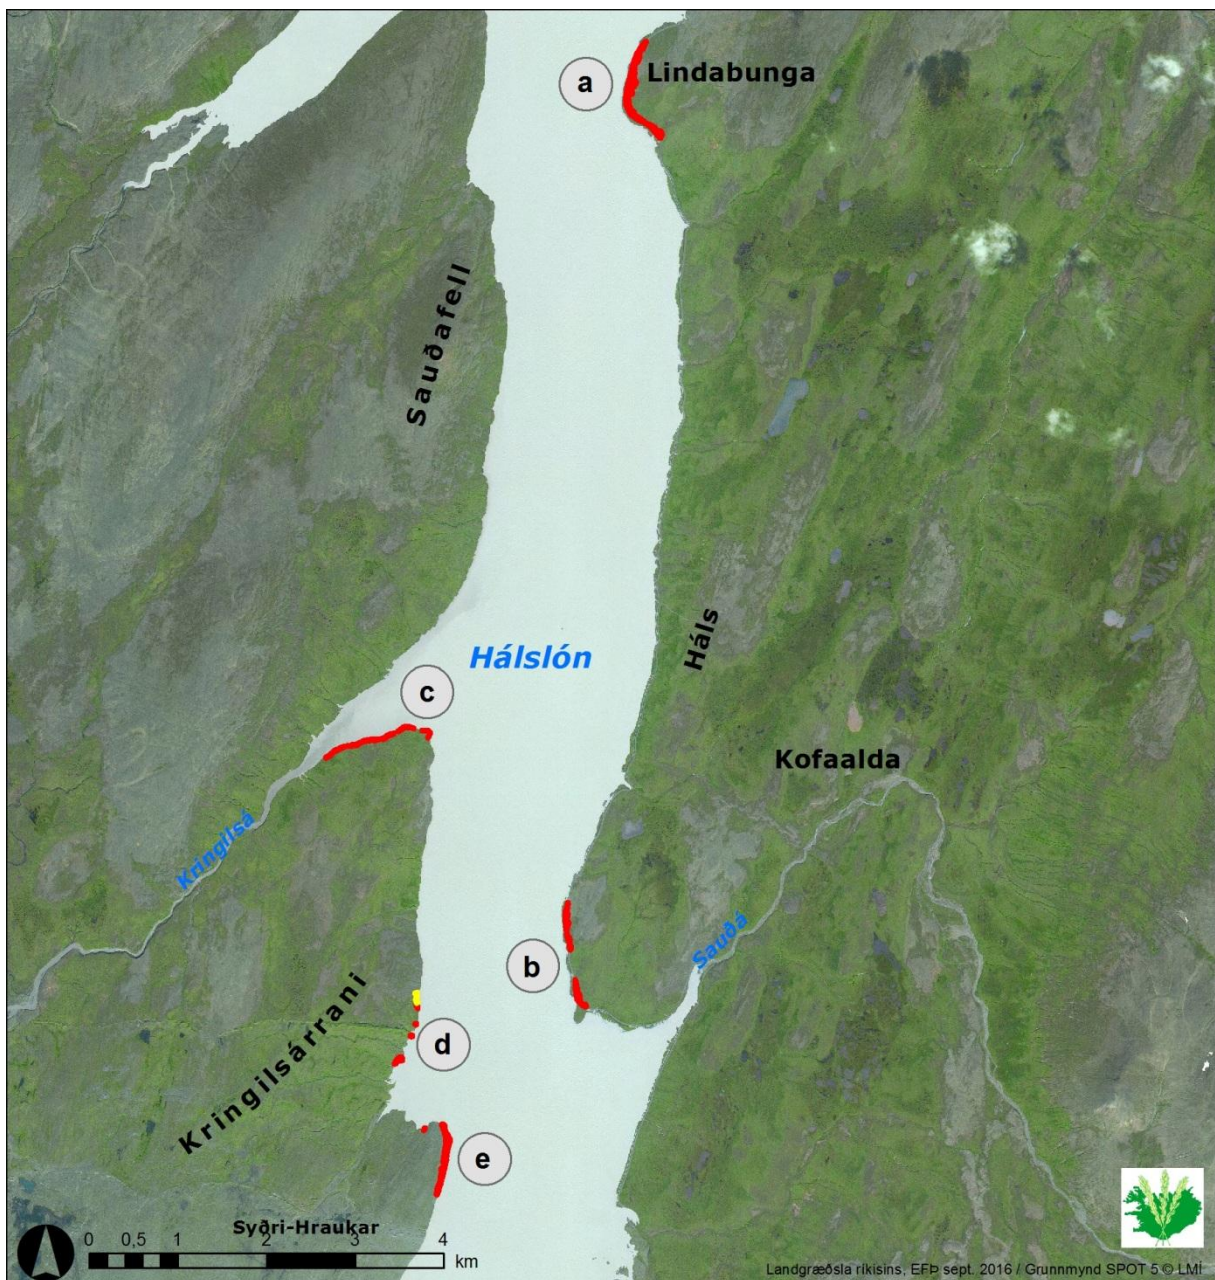 a
Lindabunga
Sauðafell
Hálslón
Háls
c
Kofaalda
Kringilsá
Sauðá
b
d
Kringilsárrani
e
Syðri-Hraukar
0 0,5 1 2 3 4
km
Landgræðsla ríkisins, EFÞ sept. 2016 / Grunnmynd SPOT 5 © LMÍ